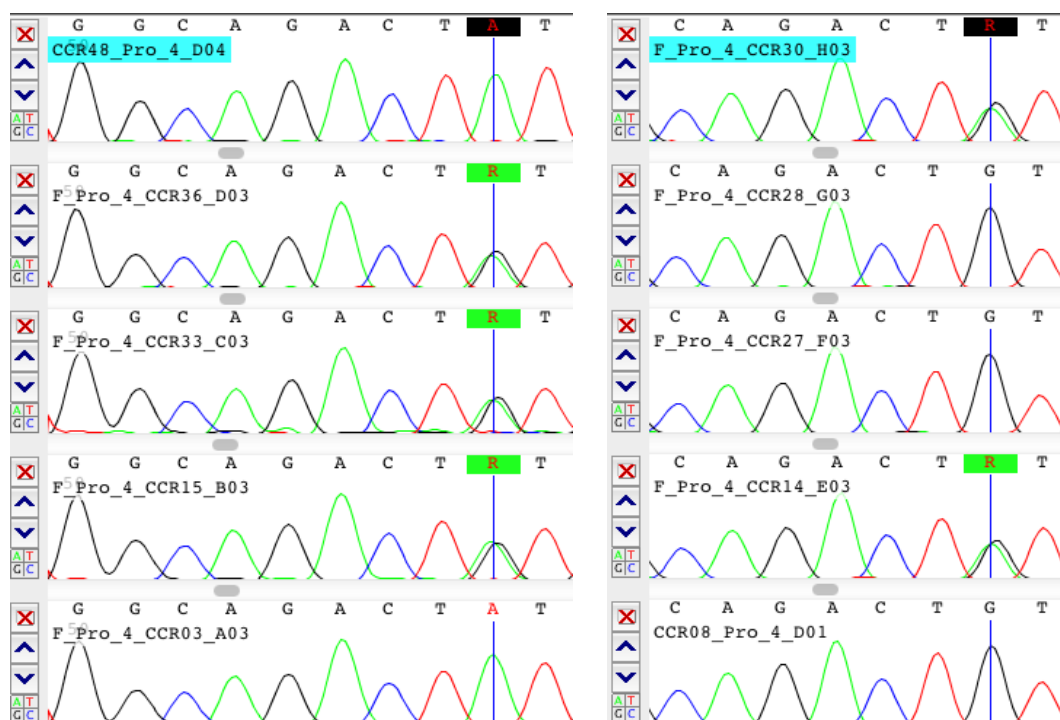 G G C A G A C T A T
CCR48_Pro_4_D04
G G C A G A C T R T
F_Pro_4_CCR36_D03
G G C A G A C T R T
F_Pro_4_CCR33_C03
G G C A G A C T R T
F_Pro_4_CCR15_B03
G G C A G A C T A T
F_Pro_4_CCR03_A03
C A G A C T R T
F_Pro_4_CCR30_H03
C A G A C T G T
F_Pro_4_CCR28_G03
C A G A C T G T
F_Pro_4_CCR27_F03
C A G A C T R T
F_Pro_4_CCR14_E03
C A G A C T G T
CCR08_Pro_4_D01